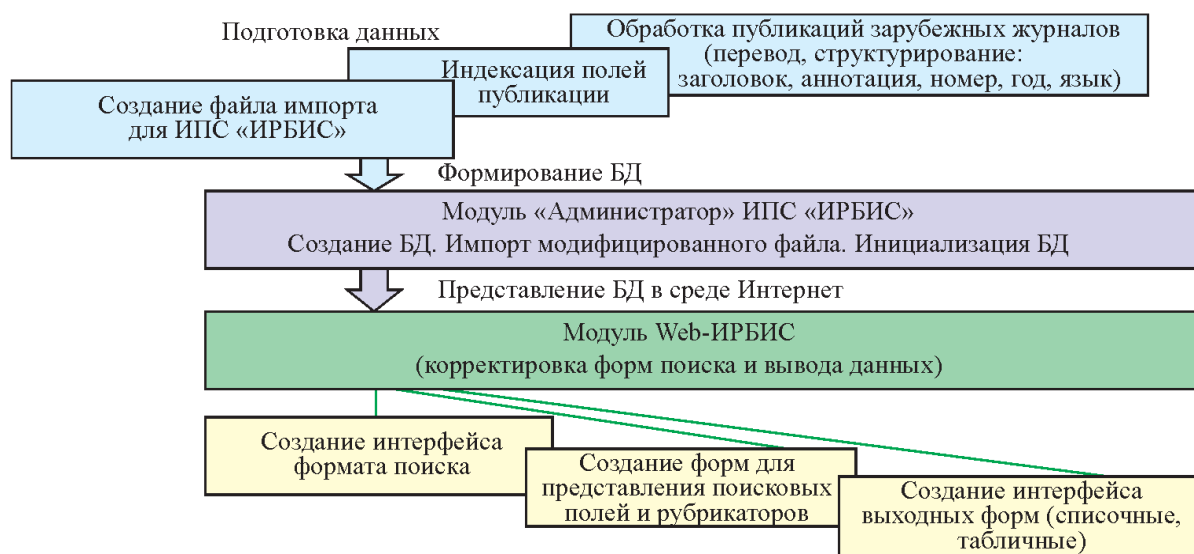 Подготовка данных
Обработка публикаций зарубежных журналов
(перевод, структурирование:
заголовок, аннотация, номер, год, язык)
Индексация полей
публикации
Создание файла импорта
для ИПС «ИРБИС»
Формирование БД
Модуль «Администратор» ИПС «ИРБИС»
Создание БД. Импорт модифицированного файла. Инициализация БД
Представление БД в среде Интернет
Модуль Web-ИРБИС
(корректировка форм поиска и вывода данных)
Создание интерфейса
формата поиска
Создание форм для
представления поисковых
полей и рубрикаторов
Создание интерфейса
выходных форм (списочные,
табличные)